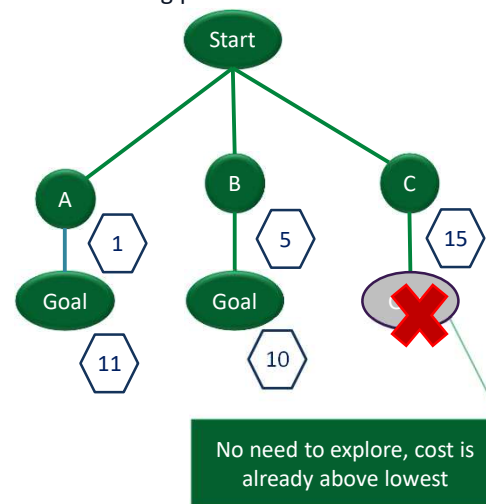 Start
A
B
C
1
5
15
Goal
Goal
11
10
No need to explore, cost is
already above lowest